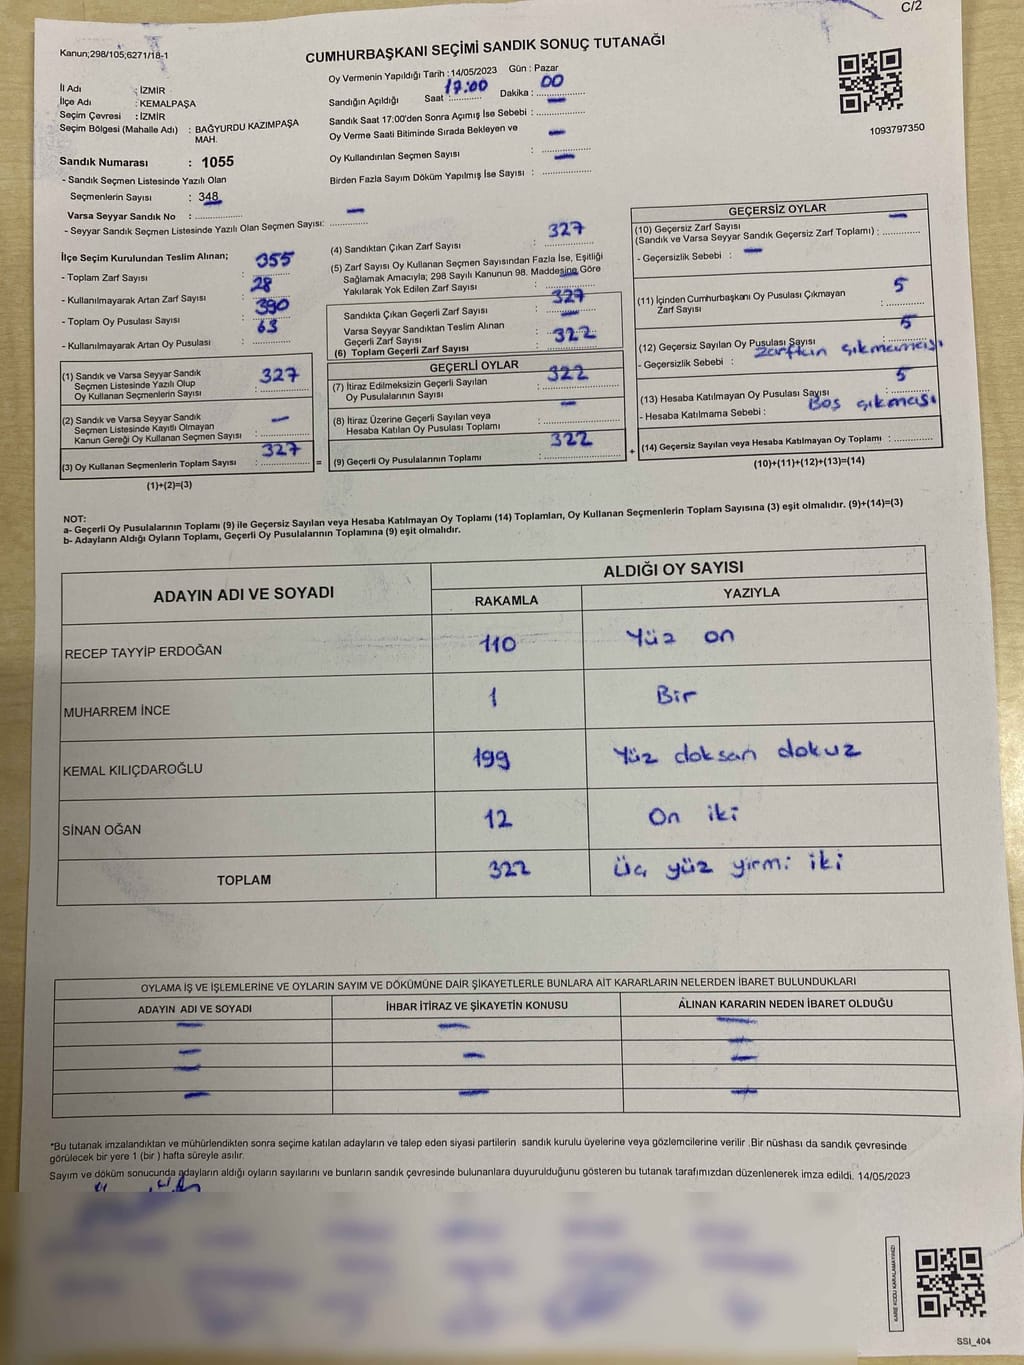 C/2
Kanun;298/105,6271/18-1
CUMHURBAŞKANI SEÇİMİ SANDIK SONUÇ TUTANAĞI
İl Adı : İZMİR
İlçe Adı : KEMALPAŞA
Seçim Çevresi : İZMİR
Seçim Bölgesi (Mahalle Adı) : BAĞYURDU KAZIMPAŞA
MAH.
Sandık Numarası : 1055
- Sandık Seçmen Listesinde Yazılı Olan
Seçmenlerin Sayısı : 348
Varsa Seyyar Sandık No : —
- Seyyar Sandık Seçmen Listesinde Yazılı Olan Seçmen Sayısı: —
Oy Vermenin Yapıldığı Tarih : 14/05/2023 Gün : Pazar
Sandığın Açıldığı Saat : 17:00 Dakika : 00
Sandık Saat 17:00'den Sonra Açımış İse Sebebi : —
Oy Verme Saati Bitiminde Sırada Bekleyen ve
Oy Kullandırılan Seçmen Sayısı : —
Birden Fazla Sayım Döküm Yapılmış İse Sayısı : —
1093797350
İlçe Seçim Kurulundan Teslim Alınan;
- Toplam Zarf Sayısı : 355
- Kullanılmayarak Artan Zarf Sayısı : 28
- Toplam Oy Pusulası Sayısı : 390
- Kullanılmayarak Artan Oy Pusulası : 63
(1) Sandık ve Varsa Seyyar Sandık
Seçmen Listesinde Yazılı Olup
Oy Kullanan Seçmenlerin Sayısı : 327
(2) Sandık ve Varsa Seyyar Sandık
Seçmen Listesinde Kayıtlı Olmayan
Kanun Gereği Oy Kullanan Seçmen Sayısı : —
(3) Oy Kullanan Seçmenlerin Toplam Sayısı : 327
(1)+(2)=(3)
=
(4) Sandıktan Çıkan Zarf Sayısı : 327
(5) Zarf Sayısı Oy Kullanan Seçmen Sayısından Fazla İse, Eşitliği
Sağlamak Amacıyla; 298 Sayılı Kanunun 98. Maddesine Göre
Yakılarak Yok Edilen Zarf Sayısı : —
Sandıkta Çıkan Geçerli Zarf Sayısı : 327
Varsa Seyyar Sandıktan Teslim Alınan
Geçerli Zarf Sayısı : —
(6) Toplam Geçerli Zarf Sayısı : 322
GEÇERLİ OYLAR
(7) İtiraz Edilmeksizin Geçerli Sayılan
Oy Pusulalarının Sayısı : 322
(8) İtiraz Üzerine Geçerli Sayılan veya
Hesaba Katılan Oy Pusulası Toplamı : —
(9) Geçerli Oy Pusulalarının Toplamı : 322
+
GEÇERSİZ OYLAR
(10) Geçersiz Zarf Sayısı
(Sandık ve Varsa Seyyar Sandık Geçersiz Zarf Toplamı) : —
- Geçersizlik Sebebi : —
(11) İçinden Cumhurbaşkanı Oy Pusulası Çıkmayan
Zarf Sayısı : 5
(12) Geçersiz Sayılan Oy Pusulası Sayısı : 5
- Geçersizlik Sebebi : zarftan çıkmaması
(13) Hesaba Katılmayan Oy Pusulası Sayısı : 5
- Hesaba Katılmama Sebebi : Boş çıkması
(14) Geçersiz Sayılan veya Hesaba Katılmayan Oy Toplamı :
(10)+(11)+(12)+(13)=(14)
NOT:
a- Geçerli Oy Pusulalarının Toplamı (9) ile Geçersiz Sayılan veya Hesaba Katılmayan Oy Toplamı (14) Toplamları, Oy Kullanan Seçmenlerin Toplam Sayısına (3) eşit olmalıdır. (9)+(14)=(3)
b- Adayların Aldığı Oyların Toplamı, Geçerli Oy Pusulalarının Toplamına (9) eşit olmalıdır.
ADAYIN ADI VE SOYADI ALDIĞI OY SAYISI
RAKAMLA YAZIYLA
RECEP TAYYİP ERDOĞAN 110 Yüz on
MUHARREM İNCE 1 Bir
KEMAL KILIÇDAROĞLU 199 Yüz doksan dokuz
SİNAN OĞAN 12 On iki
TOPLAM 322 Üç yüz yirmi iki
OYLAMA İŞ VE İŞLEMLERİNE VE OYLARIN SAYIM VE DÖKÜMÜNE DAİR ŞİKAYETLERLE BUNLARA AİT KARARLARIN NELERDEN İBARET BULUNDUKLARI
ADAYIN ADI VE SOYADI İHBAR İTİRAZ VE ŞİKAYETİN KONUSU ALINAN KARARIN NEDEN İBARET OLDUĞU
*Bu tutanak imzalandıktan ve mühürlendikten sonra seçime katılan adayların ve talep eden siyasi partilerin sandık kurulu üyelerine veya gözlemcilerine verilir .Bir nüshası da sandık çevresinde
görülecek bir yere 1 (bir ) hafta süreyle asılır.
Sayım ve döküm sonucunda adayların aldığı oyların sayılarını ve bunların sandık çevresinde bulunanlara duyurulduğunu gösteren bu tutanak tarafımızdan düzenlenerek imza edildi. 14/05/2023
KARE KODU KARALAMAYINIZ!
SSI_404